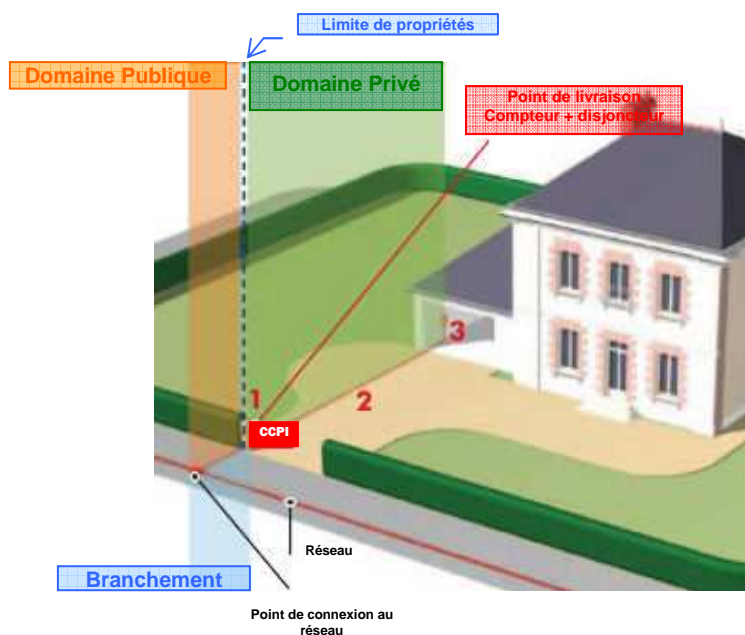 Limite de propriétés
Domaine Publique
Domaine Privé
Point de livraison
Compteur + disjoncteur
3
1
2
CCPI
Réseau
Branchement
Point de connexion au
réseau